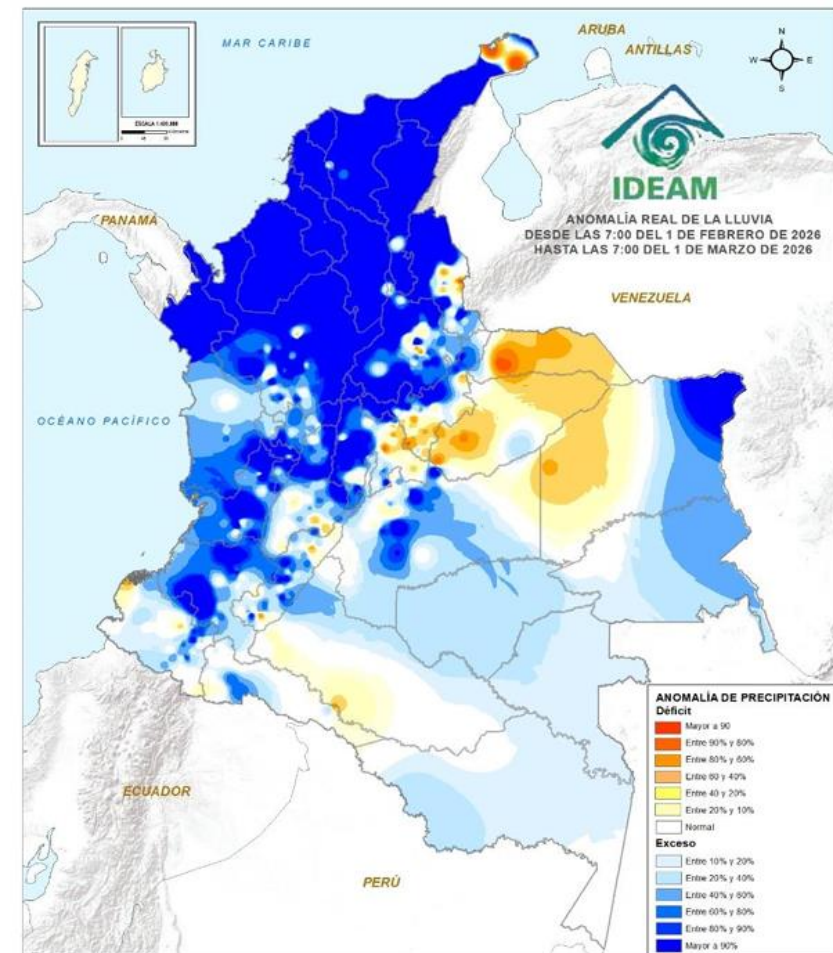 MAR CARIBE
ARUBA
ANTILLAS
N
W
E
S
IDEAM
ANOMALÍA REAL DE LA LLUVIA
DESDE LAS 7:00 DEL 1 DE FEBRERO DE 2026
HASTA LAS 7:00 DEL 1 DE MARZO DE 2026
PANAMÁ
VENEZUELA
OCÉANO PACÍFICO
ECUADOR
PERÚ
ANOMALÍA DE PRECIPITACIÓN
Déficit
Mayor a 90
Entre 90% y 80%
Entre 80% y 60%
Entre 60 y 40%
Entre 40 y 20%
Entre 20% y 10%
Normal
Exceso
Entre 10% y 20%
Entre 20% y 40%
Entre 40% y 60%
Entre 60% y 80%
Entre 80% y 90%
Mayor a 90%